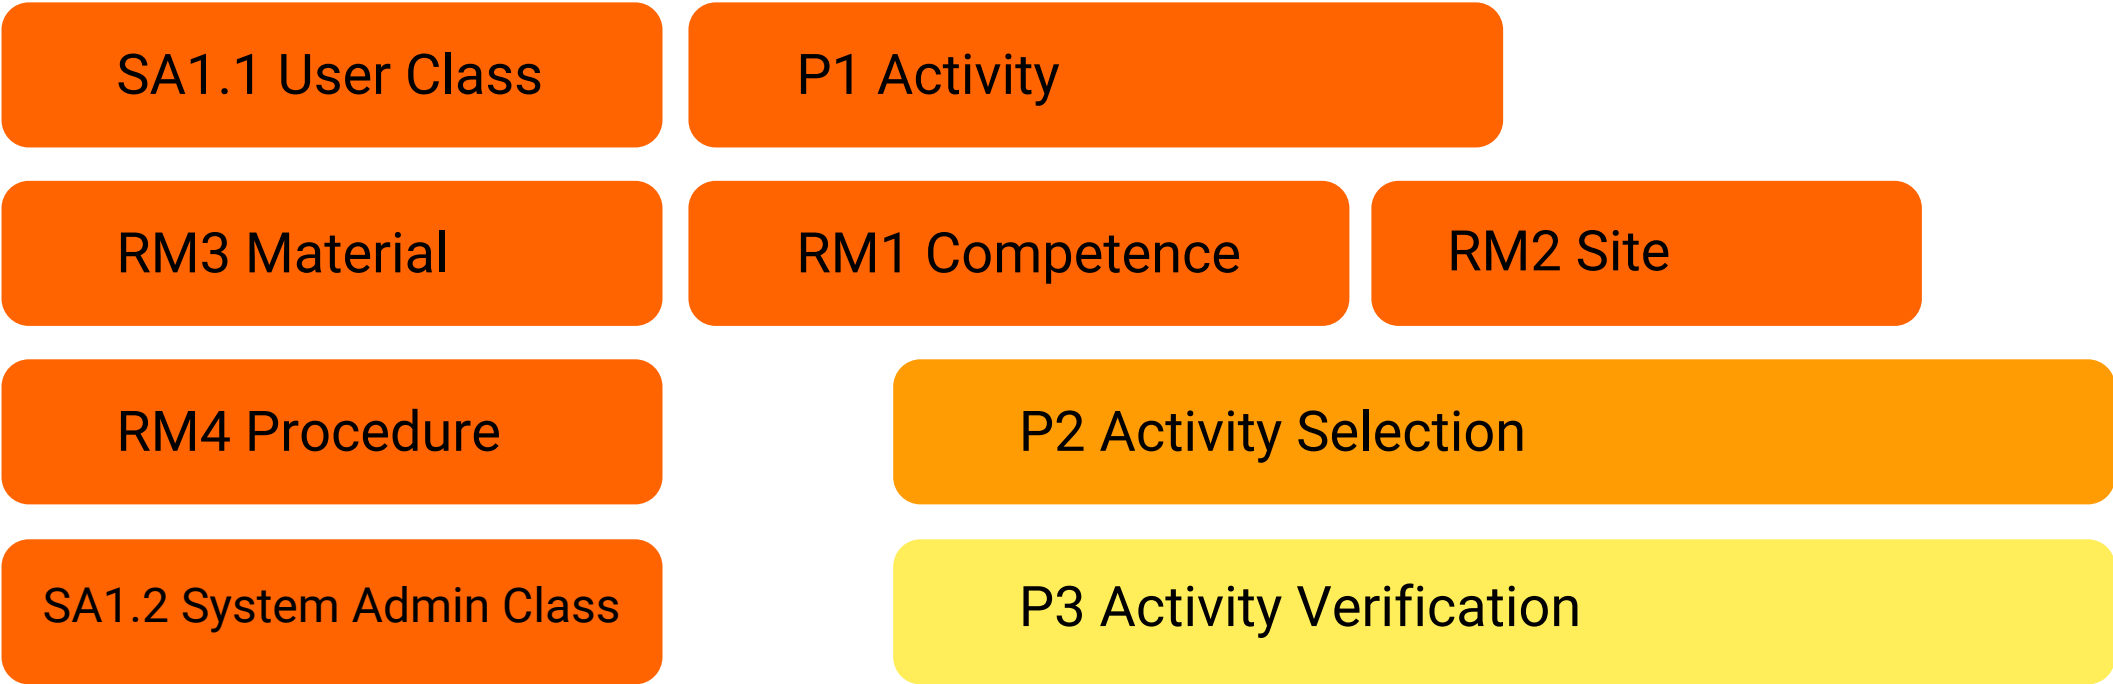 SA1.1 User Class
P1 Activity
RM3 Material
RM1 Competence
RM2 Site
RM4 Procedure
P2 Activity Selection
SA1.2 System Admin Class
P3 Activity Verification